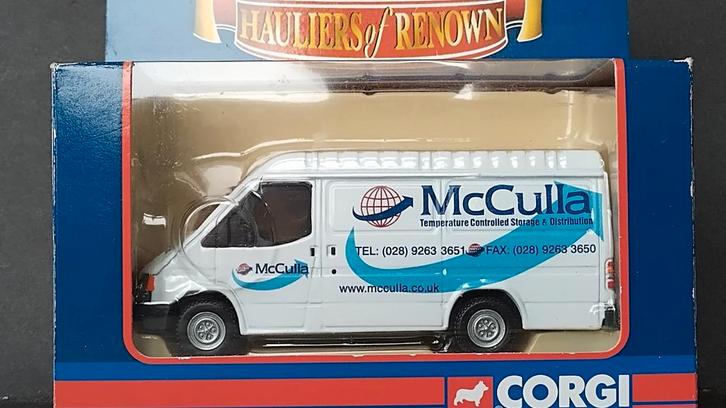 HAULIERS of RENOWN
McCulla
Temperature Controlled Storage & Distribution
TEL: (028) 9263 3651 FAX: (028) 9263 3650
McCulla
www.mcculla.co.uk
CORGI